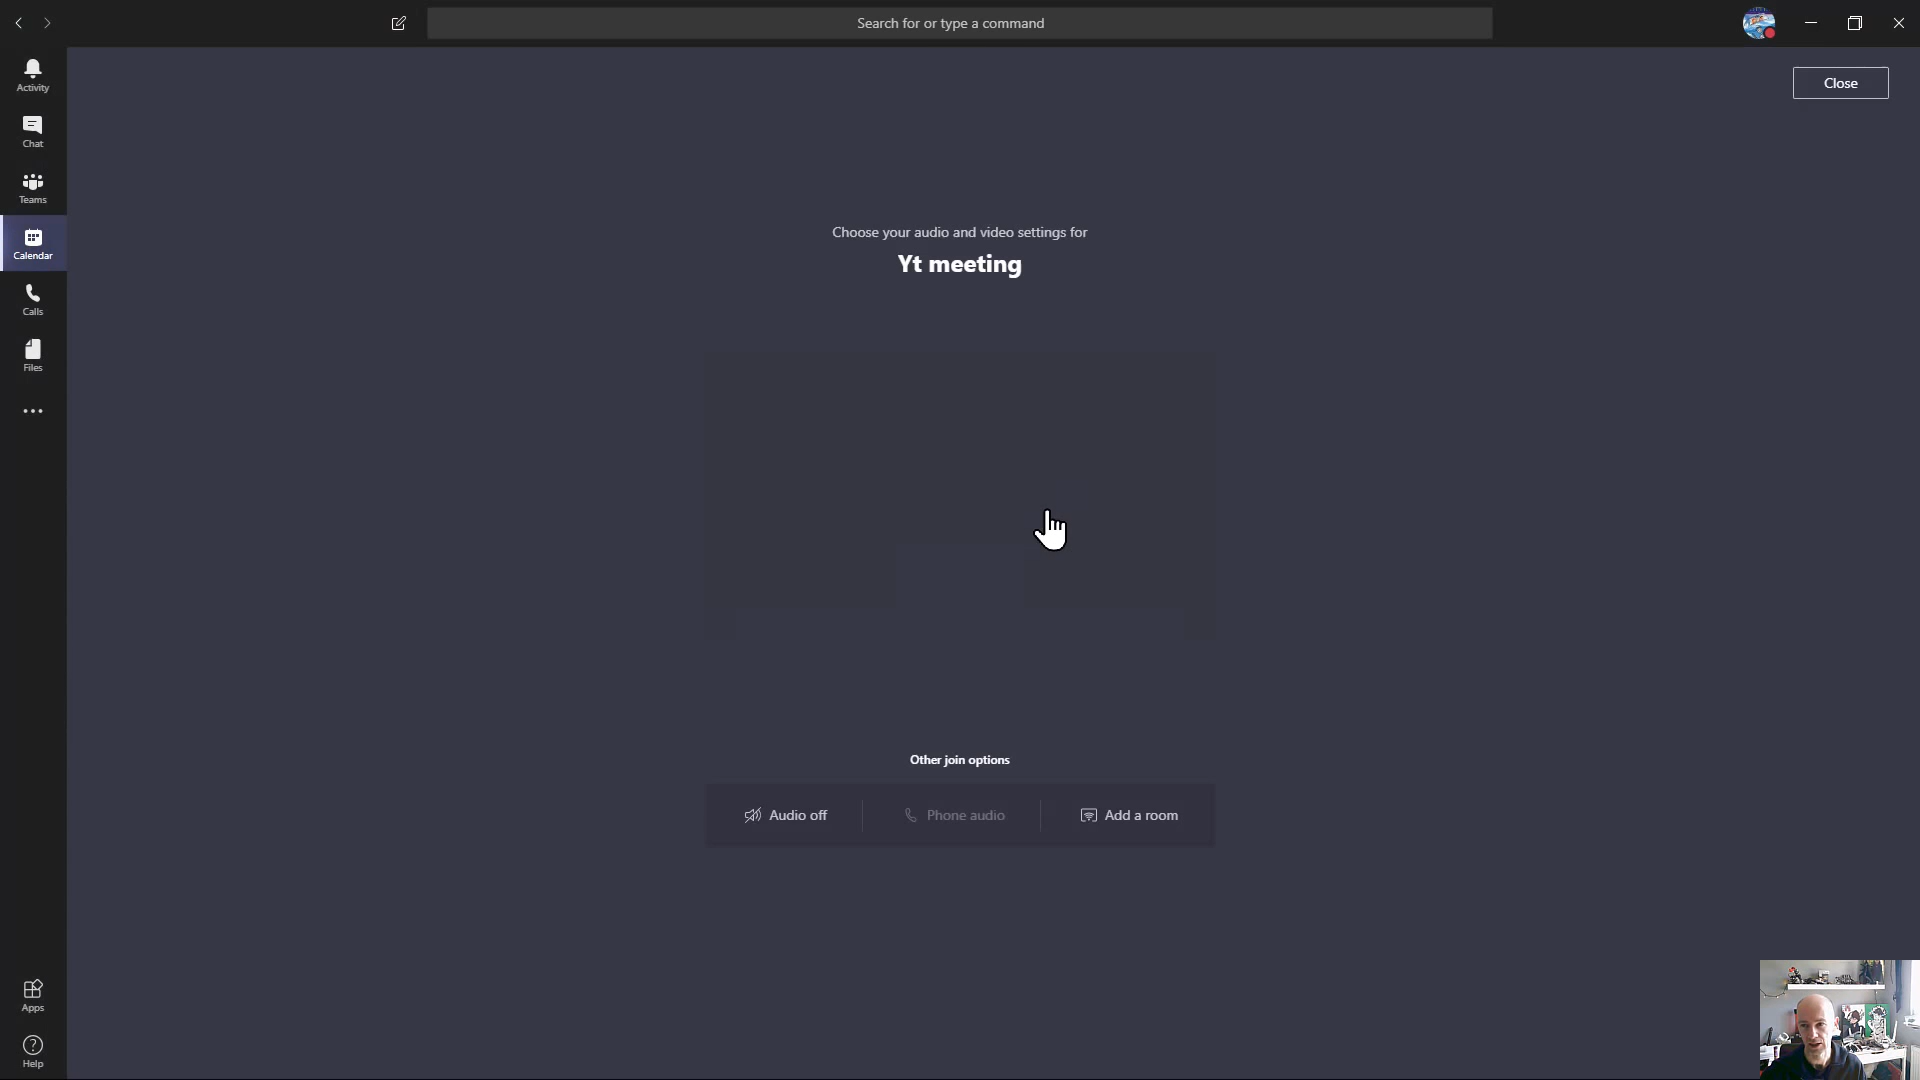 Search for or type a command
Activity
Chat
Teams
Calendar
Calls
Files
Apps
Help
Close
Choose your audio and video settings for
Yt meeting
Other join options
Audio off
Phone audio
Add a room